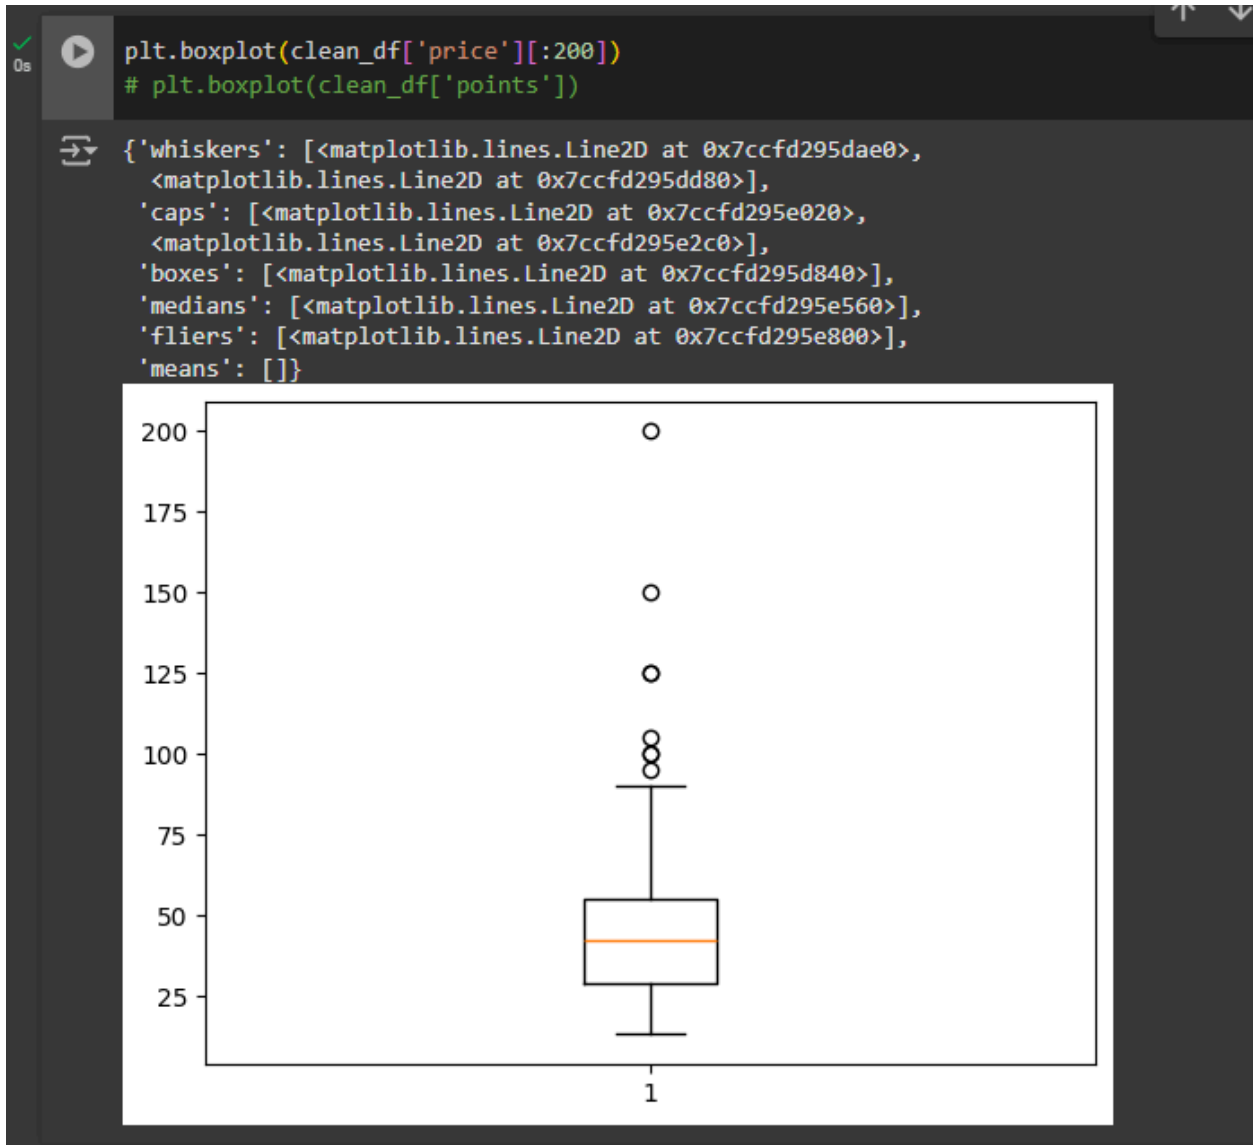 0s
plt.boxplot(clean_df['price'][:200])
# plt.boxplot(clean_df['points'])
{'whiskers': [<matplotlib.lines.Line2D at 0x7ccfd295dae0>,
  <matplotlib.lines.Line2D at 0x7ccfd295dd80>],
 'caps': [<matplotlib.lines.Line2D at 0x7ccfd295e020>,
  <matplotlib.lines.Line2D at 0x7ccfd295e2c0>],
 'boxes': [<matplotlib.lines.Line2D at 0x7ccfd295d840>],
 'medians': [<matplotlib.lines.Line2D at 0x7ccfd295e560>],
 'fliers': [<matplotlib.lines.Line2D at 0x7ccfd295e800>],
 'means': []}
200
175
150
125
100
75
50
25
1